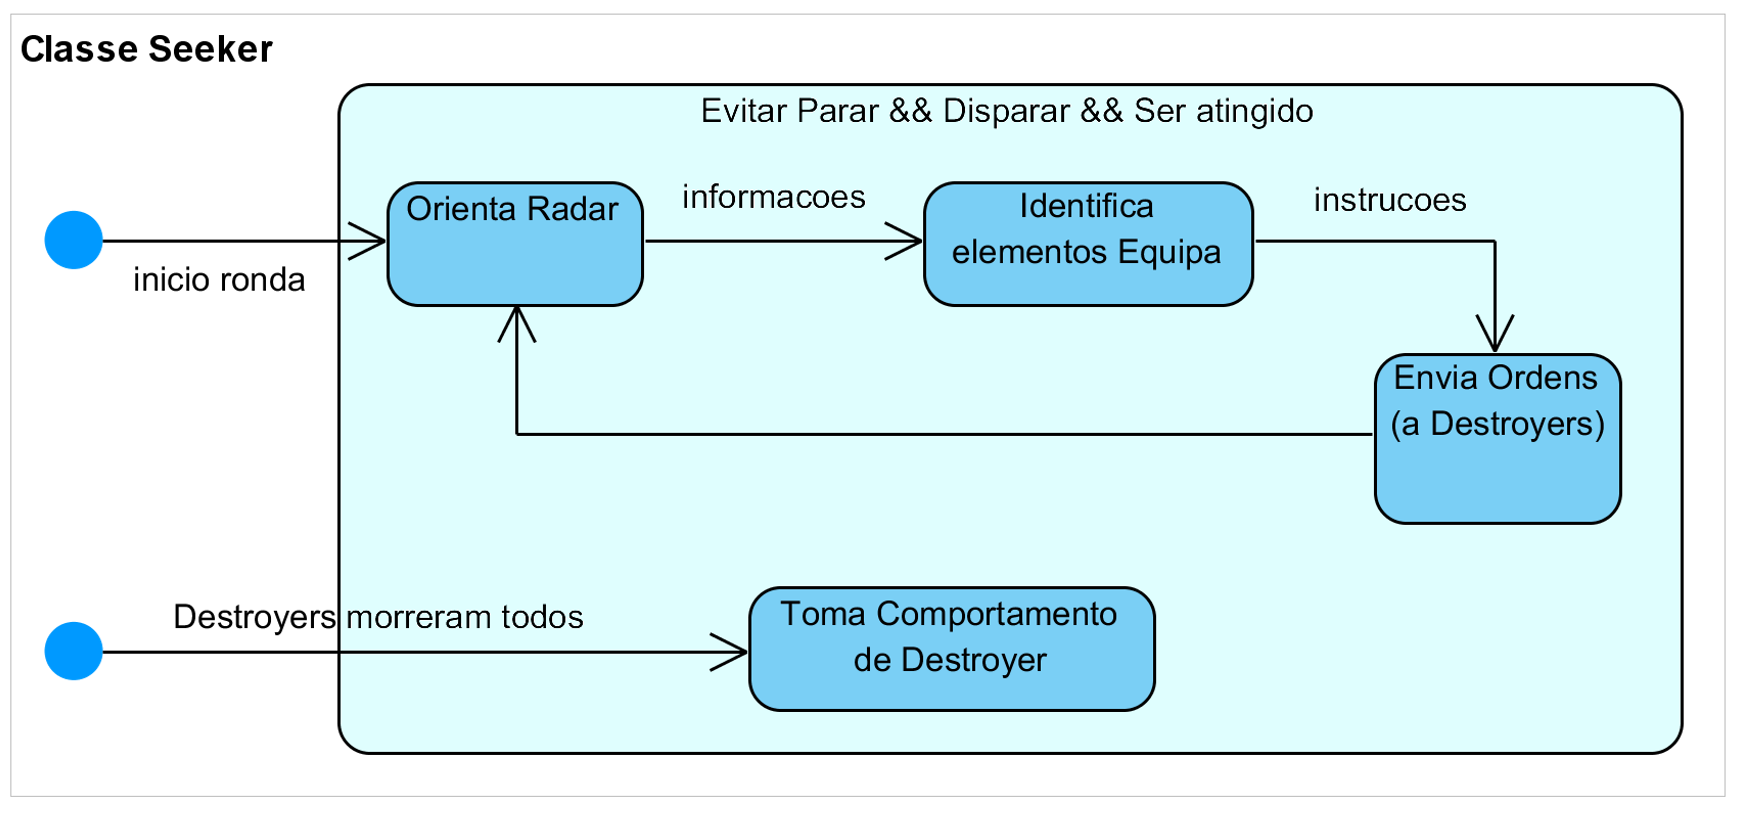 Classe Seeker
Evitar Parar && Disparar && Ser atingido
Orienta Radar
informacoes
Identifica
elementos Equipa
instrucoes
inicio ronda
Envia Ordens
(a Destroyers)
Destroyers morreram todos
Toma Comportamento
de Destroyer